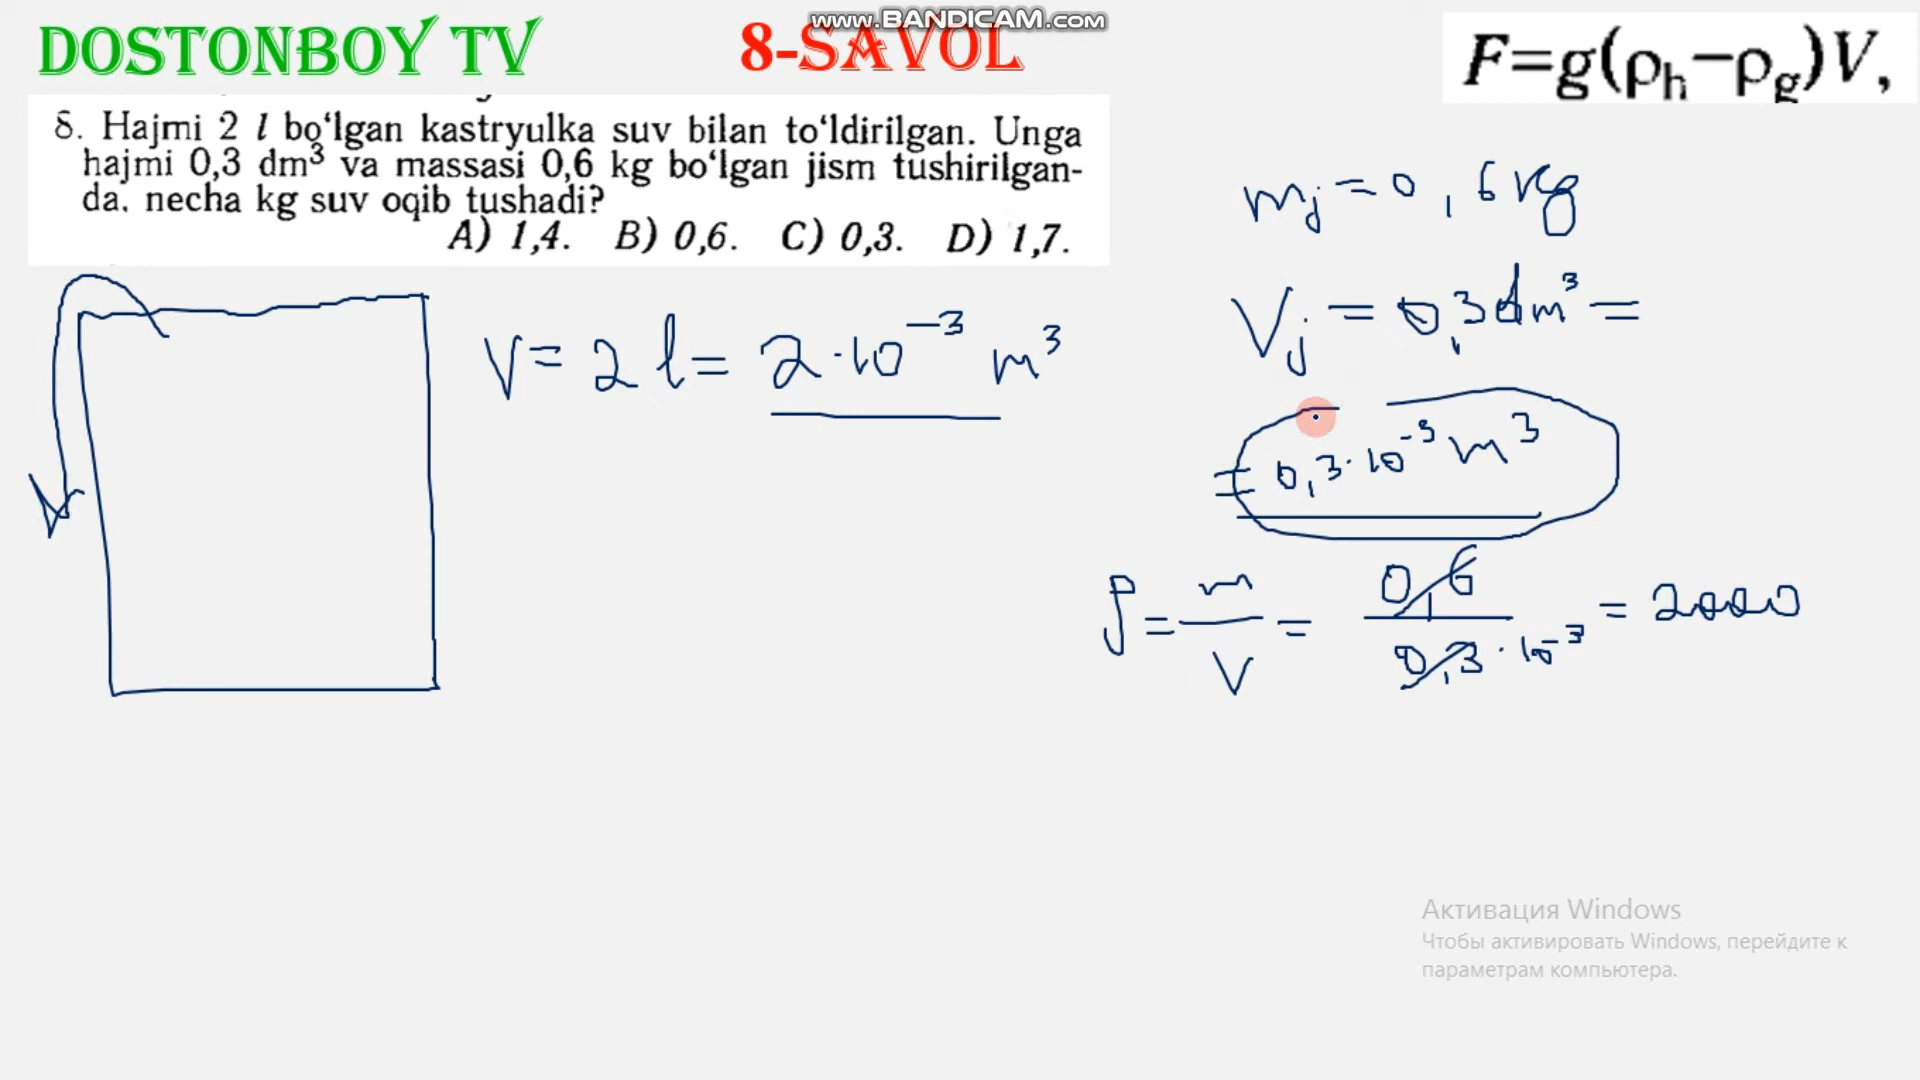 www.BANDICAM.com
DOSTONBOY TV
8-SAVOL
F=g(ρh−ρg)V,
8. Hajmi 2 l bo‘lgan kastryulka suv bilan to‘ldirilgan. Unga
hajmi 0,3 dm³ va massasi 0,6 kg bo‘lgan jism tushirilgan-
da. necha kg suv oqib tushadi?
A) 1,4. B) 0,6. C) 0,3. D) 1,7.
mj = 0,6 kg
V = 2 l = 2·10⁻³ m³
Vj = 0,3 dm³ =
= 0,3·10⁻³ m³
ρ = m/V = 0,6/0,3·10⁻³ = 2000
Активация Windows
Чтобы активировать Windows, перейдите к
параметрам компьютера.